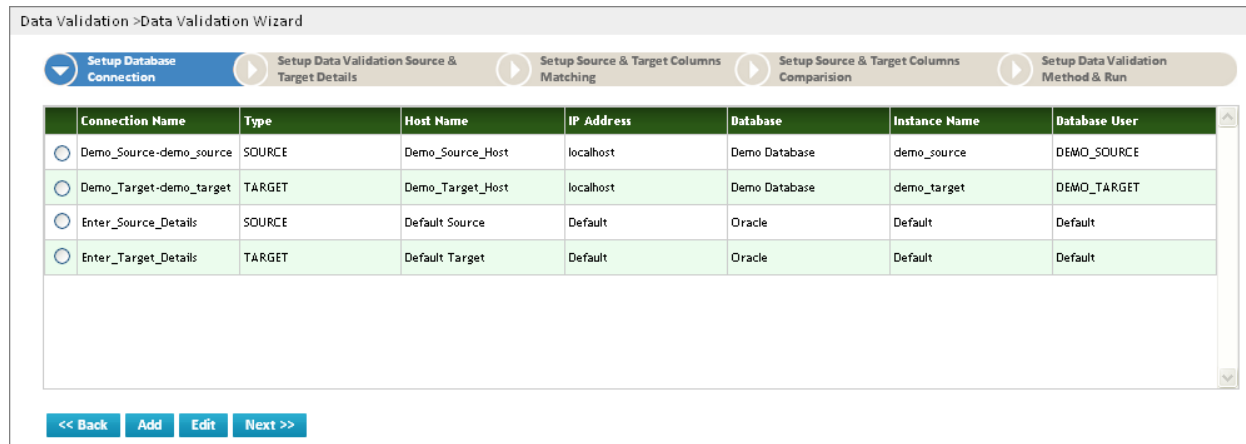 Data Validation >Data Validation Wizard
Setup Database
Connection
Setup Data Validation Source &
Target Details
Setup Source & Target Columns
Matching
Setup Source & Target Columns
Comparision
Setup Data Validation
Method & Run
Connection Name Type Host Name IP Address Database Instance Name Database User
Demo_Source-demo_source SOURCE Demo_Source_Host localhost Demo Database demo_source DEMO_SOURCE
Demo_Target-demo_target TARGET Demo_Target_Host localhost Demo Database demo_target DEMO_TARGET
Enter_Source_Details SOURCE Default Source Default Oracle Default Default
Enter_Target_Details TARGET Default Target Default Oracle Default Default
<< Back Add Edit Next >>